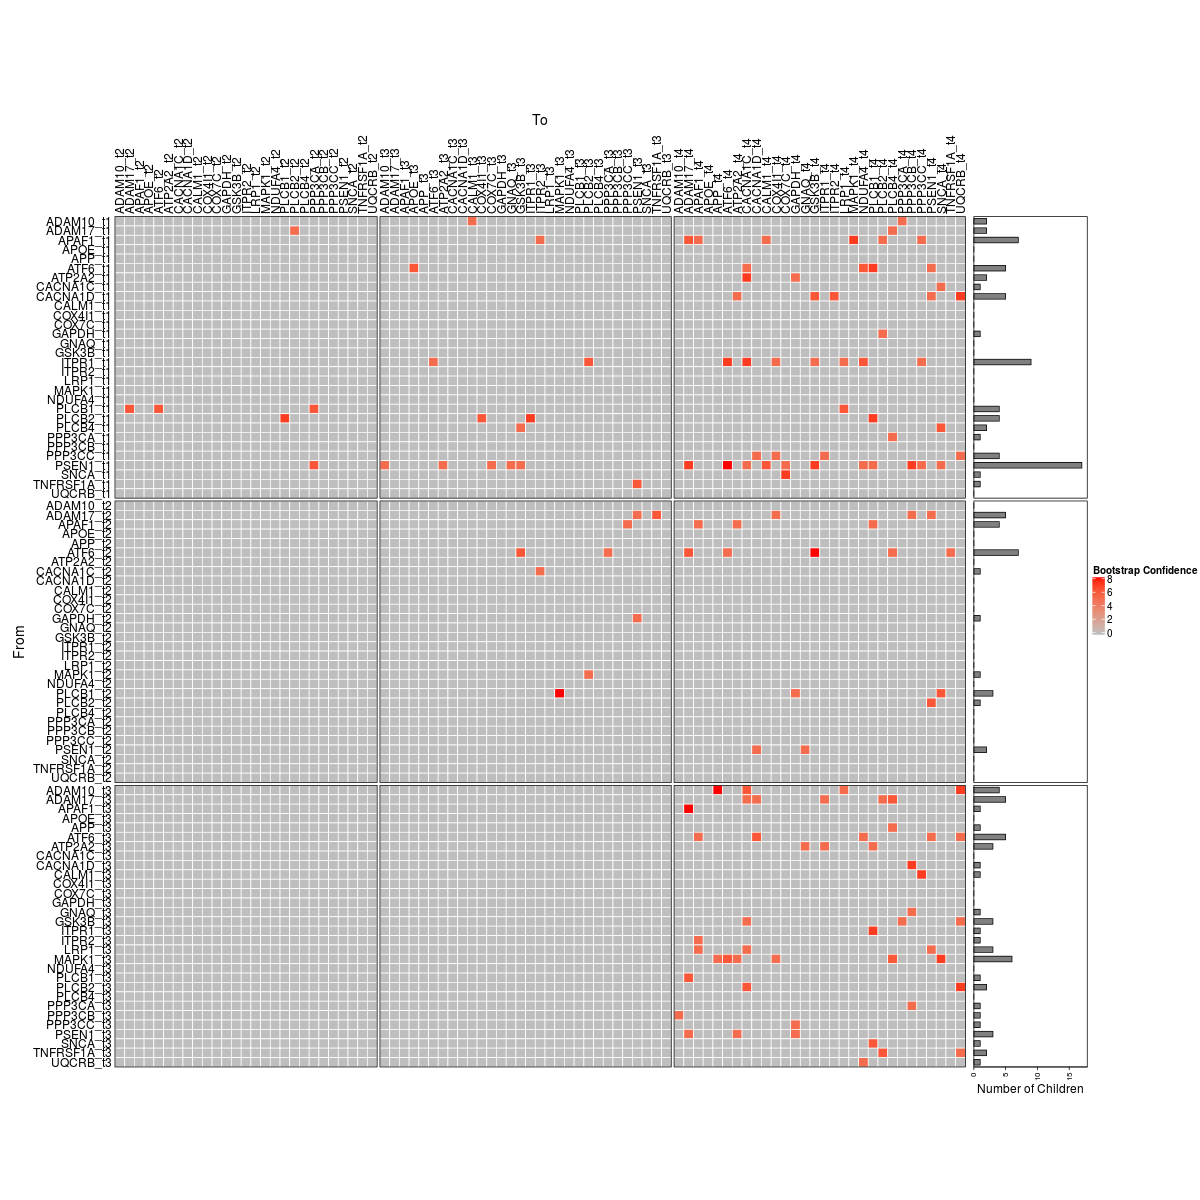 To
ADAM10_t2
ADAM17_t2
APAF1_t2
APOE_t2
ATF6_t2
ATP2A2_t2
CACNA1C_t2
CACNA1D_t2
CALM1_t2
COX4I1_t2
COX7C_t2
GAPDH_t2
GSK3B_t2
ITPR2_t2
LRP1_t2
MAPK1_t2
NDUFA4_t2
PLCB1_t2
PLCB2_t2
PLCB4_t2
PPP3CA_t2
PPP3CB_t2
PPP3CC_t2
PSEN1_t2
SNCA_t2
TNFRSF1A_t2
UQCRB_t2
ADAM10_t3
ADAM17_t3
APAF1_t3
APOE_t3
APP_t3
ATF6_t3
ATP2A2_t3
CACNA1C_t3
CACNA1D_t3
CALM1_t3
COX4I1_t3
COX7C_t3
GAPDH_t3
GNAQ_t3
GSK3B_t3
ITPR1_t3
ITPR2_t3
LRP1_t3
MAPK1_t3
NDUFA4_t3
PLCB1_t3
PLCB2_t3
PLCB4_t3
PPP3CA_t3
PPP3CB_t3
PPP3CC_t3
PSEN1_t3
SNCA_t3
TNFRSF1A_t3
UQCRB_t3
ADAM10_t4
ADAM17_t4
APAF1_t4
APOE_t4
APP_t4
ATF6_t4
ATP2A2_t4
CACNA1C_t4
CACNA1D_t4
CALM1_t4
COX4I1_t4
COX7C_t4
GAPDH_t4
GNAQ_t4
GSK3B_t4
ITPR1_t4
ITPR2_t4
LRP1_t4
MAPK1_t4
NDUFA4_t4
PLCB1_t4
PLCB2_t4
PLCB4_t4
PPP3CA_t4
PPP3CB_t4
PPP3CC_t4
PSEN1_t4
SNCA_t4
TNFRSF1A_t4
UQCRB_t4
From
ADAM10_t1
ADAM17_t1
APAF1_t1
APOE_t1
APP_t1
ATF6_t1
ATP2A2_t1
CACNA1C_t1
CACNA1D_t1
CALM1_t1
COX4I1_t1
COX7C_t1
GAPDH_t1
GNAQ_t1
GSK3B_t1
ITPR1_t1
ITPR2_t1
LRP1_t1
MAPK1_t1
NDUFA4_t1
PLCB1_t1
PLCB2_t1
PLCB4_t1
PPP3CA_t1
PPP3CB_t1
PPP3CC_t1
PSEN1_t1
SNCA_t1
TNFRSF1A_t1
UQCRB_t1
ADAM10_t2
ADAM17_t2
APAF1_t2
APOE_t2
APP_t2
ATF6_t2
ATP2A2_t2
CACNA1C_t2
CACNA1D_t2
CALM1_t2
COX4I1_t2
COX7C_t2
GAPDH_t2
GNAQ_t2
GSK3B_t2
ITPR1_t2
ITPR2_t2
LRP1_t2
MAPK1_t2
NDUFA4_t2
PLCB1_t2
PLCB2_t2
PLCB4_t2
PPP3CA_t2
PPP3CB_t2
PPP3CC_t2
PSEN1_t2
SNCA_t2
TNFRSF1A_t2
UQCRB_t2
ADAM10_t3
ADAM17_t3
APAF1_t3
APOE_t3
APP_t3
ATF6_t3
ATP2A2_t3
CACNA1C_t3
CACNA1D_t3
CALM1_t3
COX4I1_t3
COX7C_t3
GAPDH_t3
GNAQ_t3
GSK3B_t3
ITPR1_t3
ITPR2_t3
LRP1_t3
MAPK1_t3
NDUFA4_t3
PLCB1_t3
PLCB2_t3
PLCB4_t3
PPP3CA_t3
PPP3CB_t3
PPP3CC_t3
PSEN1_t3
SNCA_t3
TNFRSF1A_t3
UQCRB_t3
0 5 10 15
Number of Children
Bootstrap Confidence
8
6
4
2
0